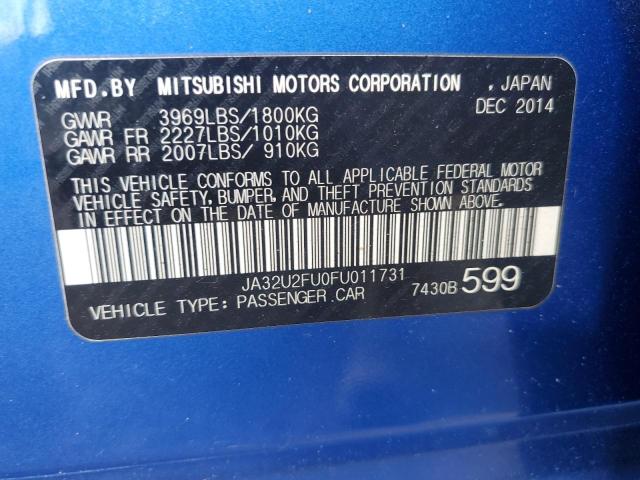 MFD.BY MITSUBISHI MOTORS CORPORATION , JAPAN
GWWR 3969LBS/1800KG DEC 2014
GAWR FR 2227LBS/1010KG
GAWR RR 2007LBS/ 910KG
THIS VEHICLE CONFORMS TO ALL APPLICABLE FEDERAL MOTOR
VEHICLE SAFETY, BUMPER, AND THEFT PREVENTION STANDARDS
IN EFFECT ON THE DATE OF MANUFACTURE SHOWN ABOVE.
JA32U2FU0FU011731
VEHICLE TYPE: PASSENGER CAR 7430B 599